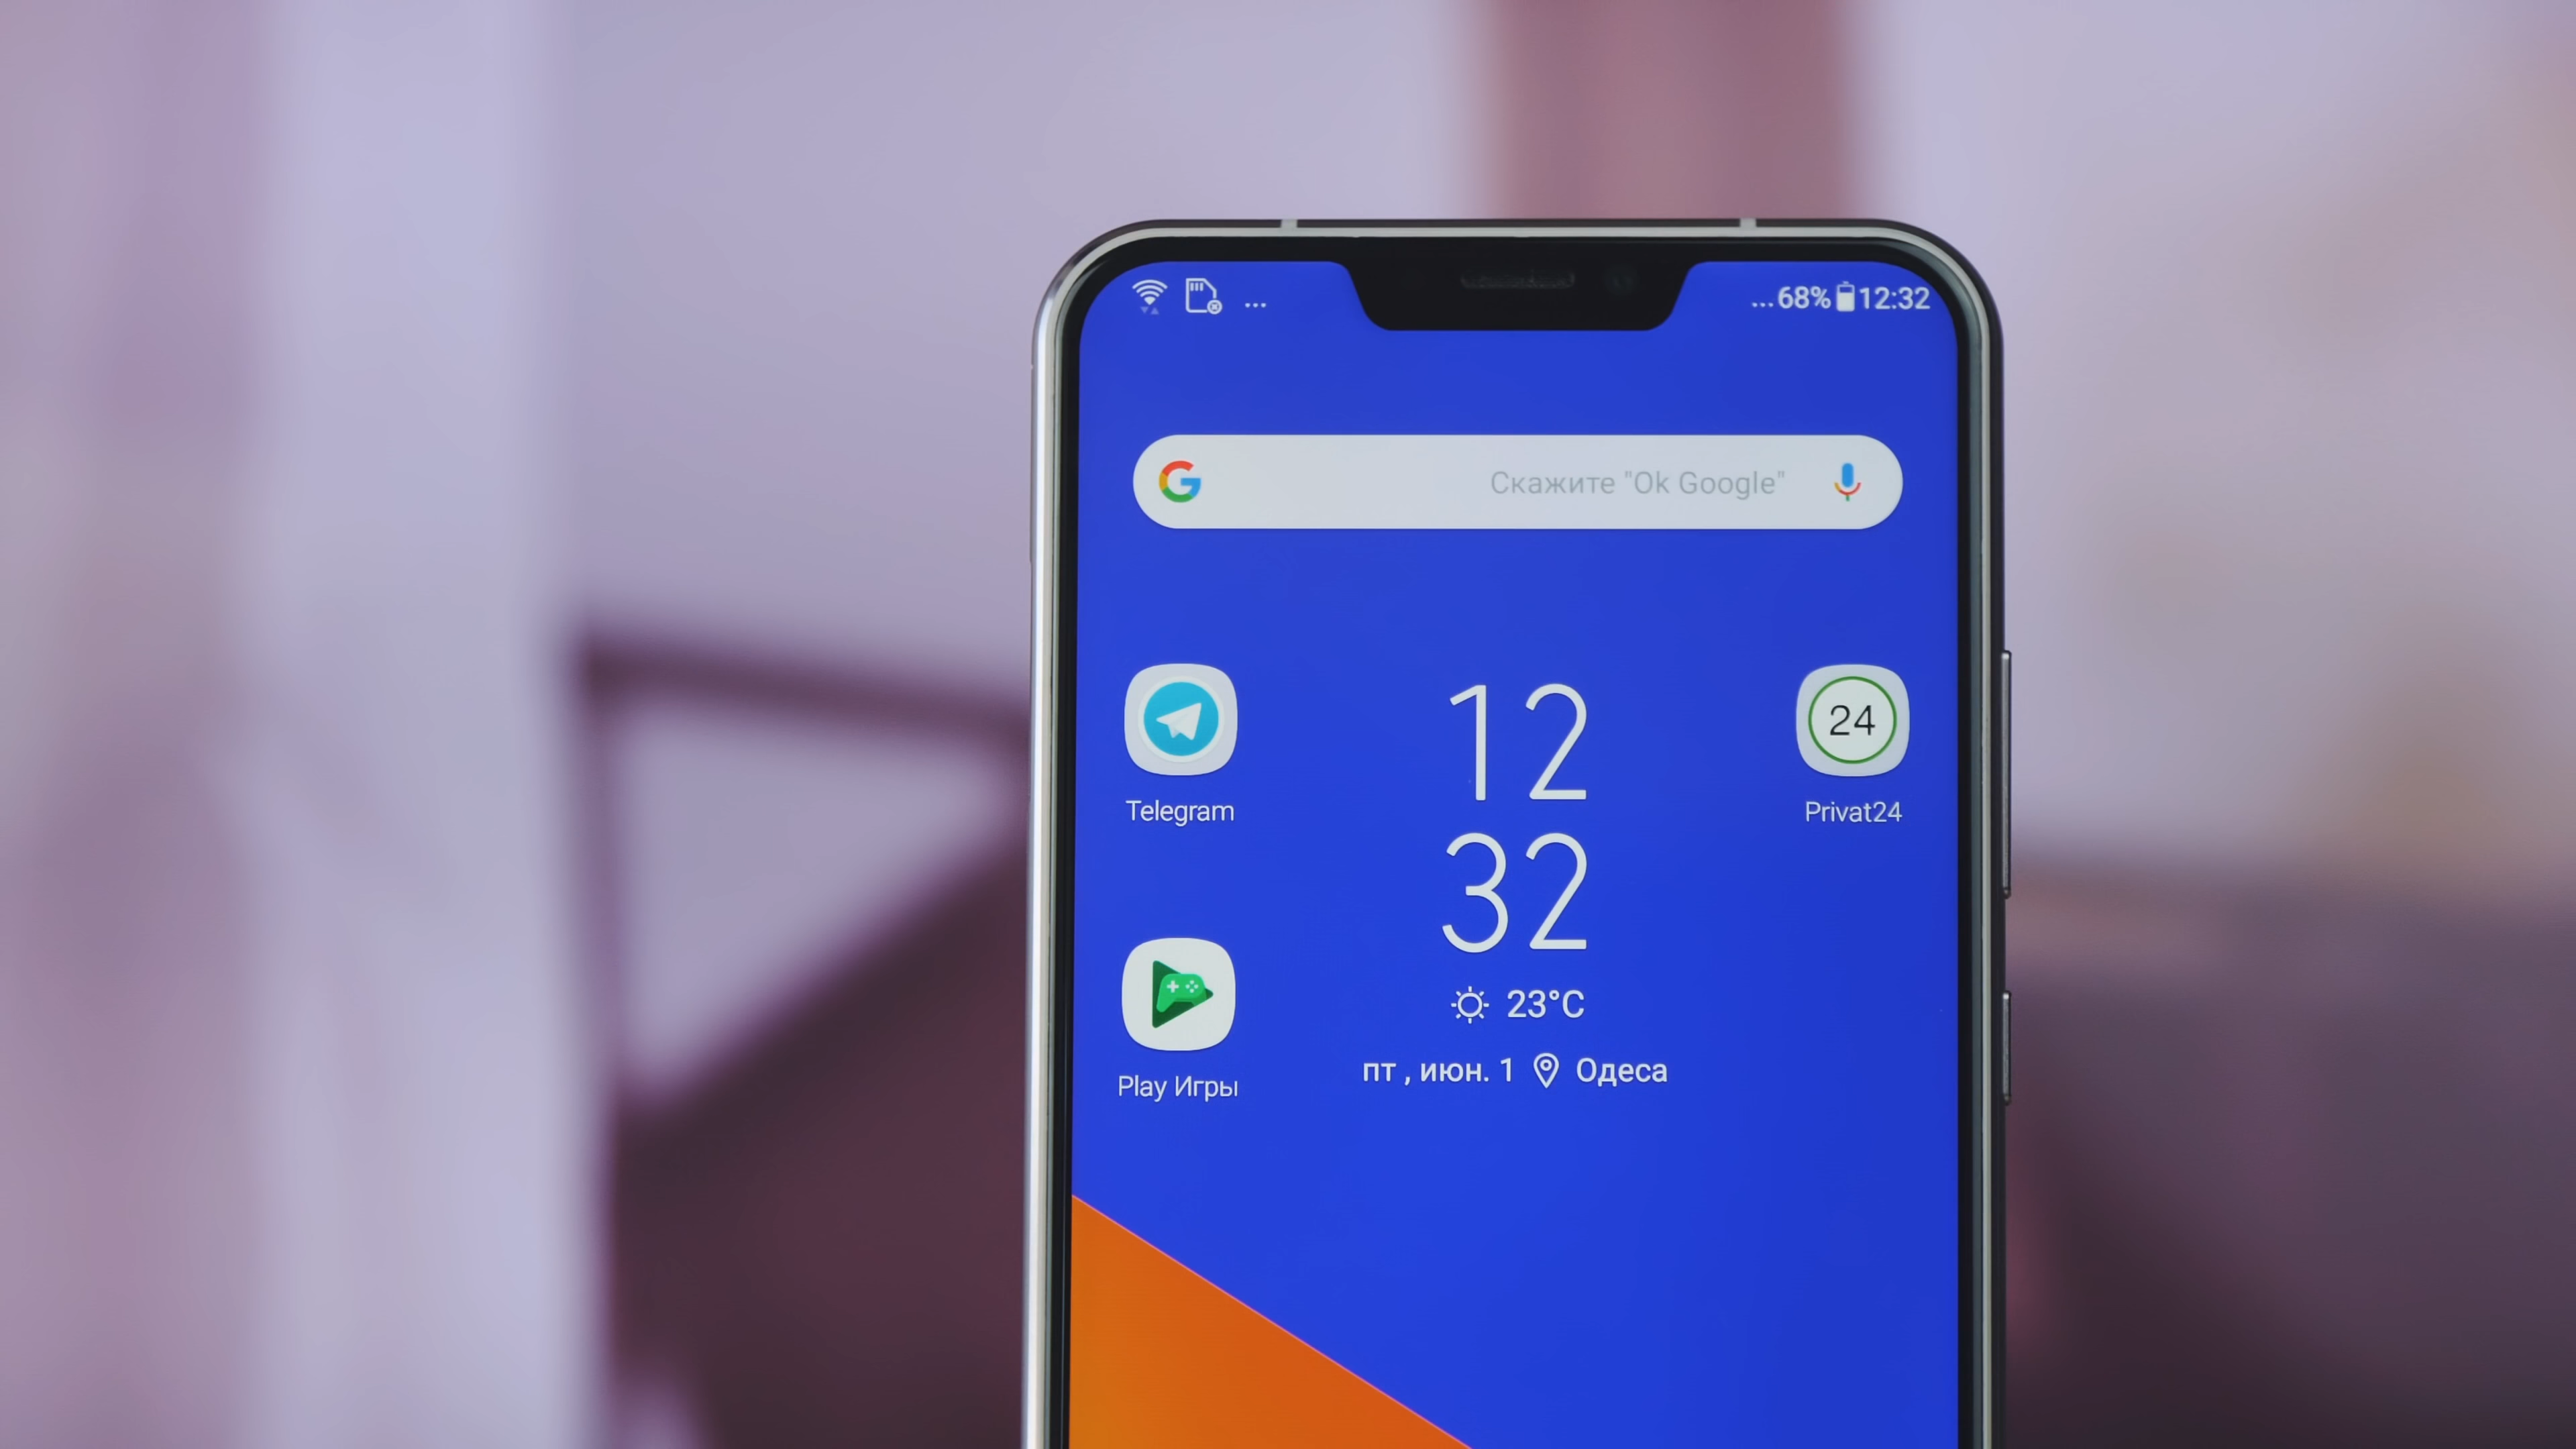 ... ... 68% 12:32
Скажите "Ok Google"
12
32
24
Telegram
Privat24
23°C
Play Игры
пт , июн. 1 Одеса